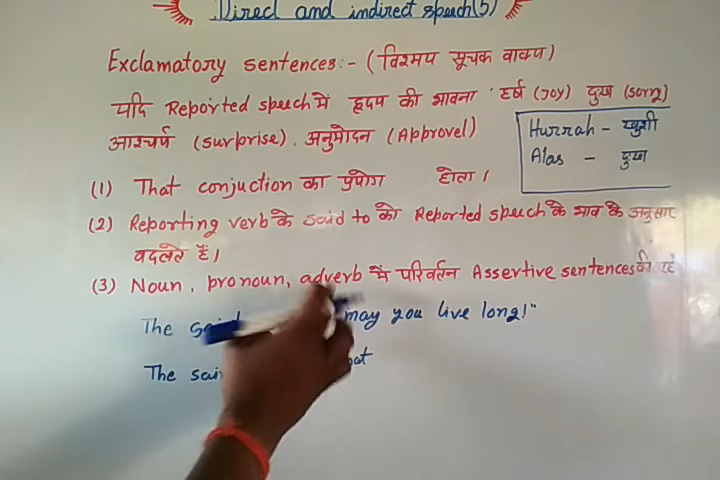 Direct and indirect speech(5)
Exclamatory sentences:- (विस्मय सूचक वाक्य)
यदि Reported speech में हृदय की भावना हर्ष (Joy) दुःख (sorry)
आश्चर्य (surprise), अनुमोदन (Approvel)
Hurrah - खुशी
Alas - दुःख
(1) That conjuction का प्रयोग होता।
(2) Reporting verb के said to को Reported speech के भाव के अनुसार
बदलते हैं।
(3) Noun, pronoun, adverb में परिवर्तन Assertive sentences की तरह
The said may you live long!"
The